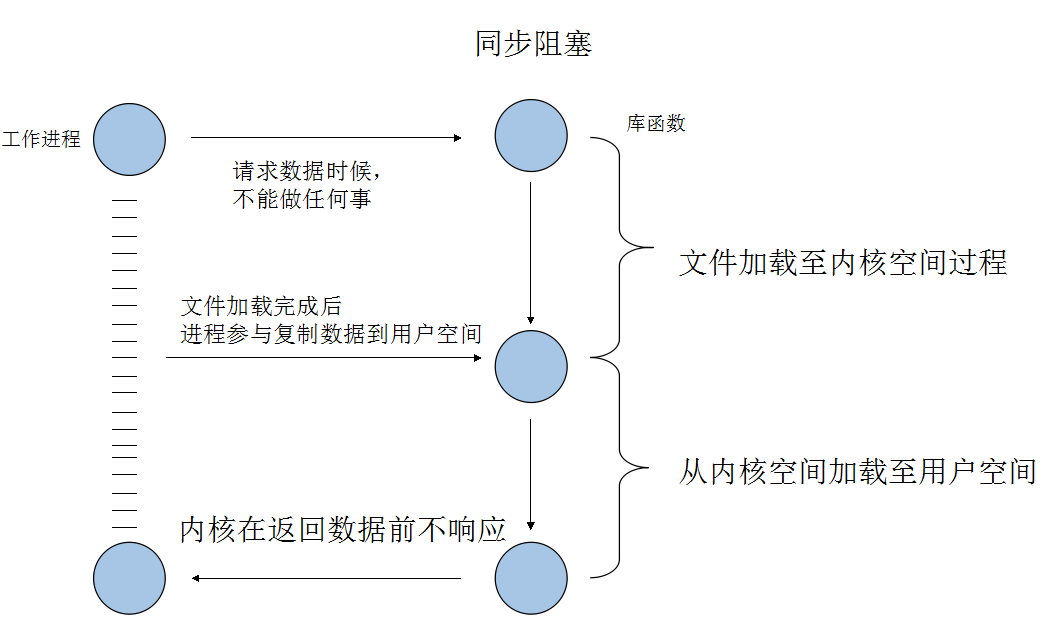 同步阻塞
工作进程
库函数
请求数据时候，
不能做任何事
文件加载至内核空间过程
文件加载完成后
进程参与复制数据到用户空间
从内核空间加载至用户空间
内核在返回数据前不响应